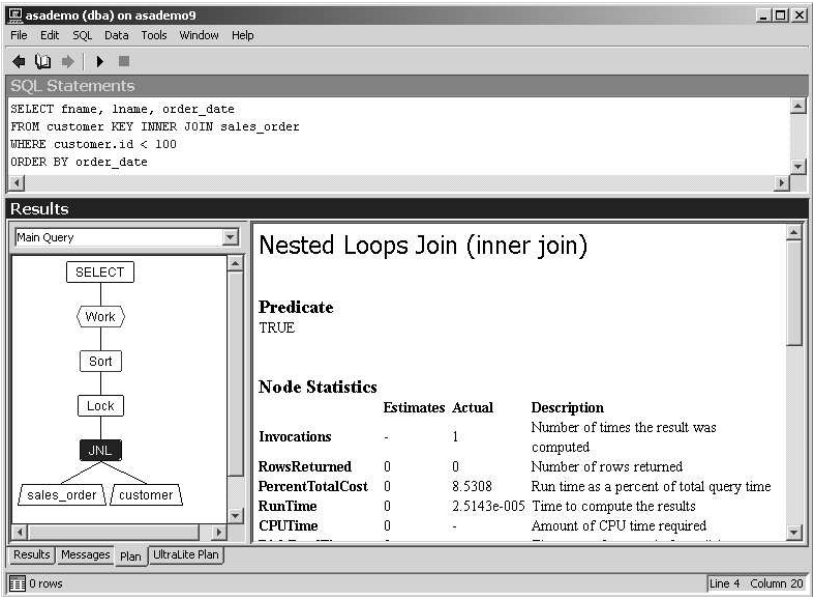 asademo (dba) on asademo9
File Edit SQL Data Tools Window Help
SQL Statements
SELECT fname, lname, order_date
FROM customer KEY INNER JOIN sales_order
WHERE customer.id < 100
ORDER BY order_date
Results
Main Query
SELECT
Work
Sort
Lock
JNL
sales_order customer
Nested Loops Join (inner join)
Predicate
TRUE
Node Statistics
Estimates Actual Description
Invocations - 1 Number of times the result was
computed
RowsReturned 0 0 Number of rows returned
PercentTotalCost 0 8.5308 Run time as a percent of total query time
RunTime 0 2.5143e-005 Time to compute the results
CPUTime 0 - Amount of CPU time required
Results Messages Plan UltraLite Plan
0 rows
Line 4 Column 20